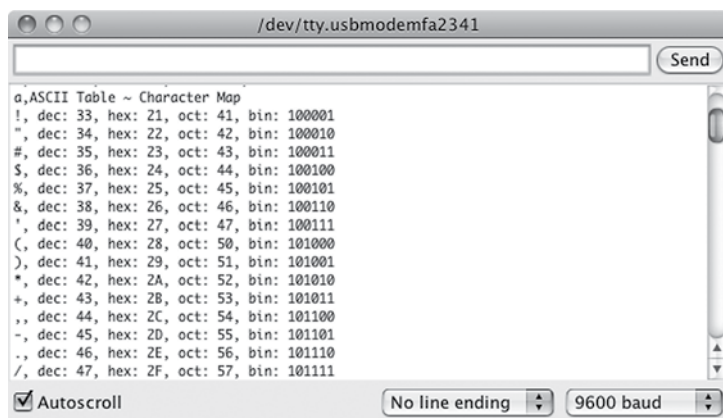 /dev/tty.usbmodemfa2341
Send
a,ASCII Table ~ Character Map
!, dec: 33, hex: 21, oct: 41, bin: 100001
", dec: 34, hex: 22, oct: 42, bin: 100010
#, dec: 35, hex: 23, oct: 43, bin: 100011
$, dec: 36, hex: 24, oct: 44, bin: 100100
%, dec: 37, hex: 25, oct: 45, bin: 100101
&, dec: 38, hex: 26, oct: 46, bin: 100110
', dec: 39, hex: 27, oct: 47, bin: 100111
(, dec: 40, hex: 28, oct: 50, bin: 101000
), dec: 41, hex: 29, oct: 51, bin: 101001
*, dec: 42, hex: 2A, oct: 52, bin: 101010
+, dec: 43, hex: 2B, oct: 53, bin: 101011
,, dec: 44, hex: 2C, oct: 54, bin: 101100
-, dec: 45, hex: 2D, oct: 55, bin: 101101
., dec: 46, hex: 2E, oct: 56, bin: 101110
/, dec: 47, hex: 2F, oct: 57, bin: 101111
Autoscroll No line ending 9600 baud